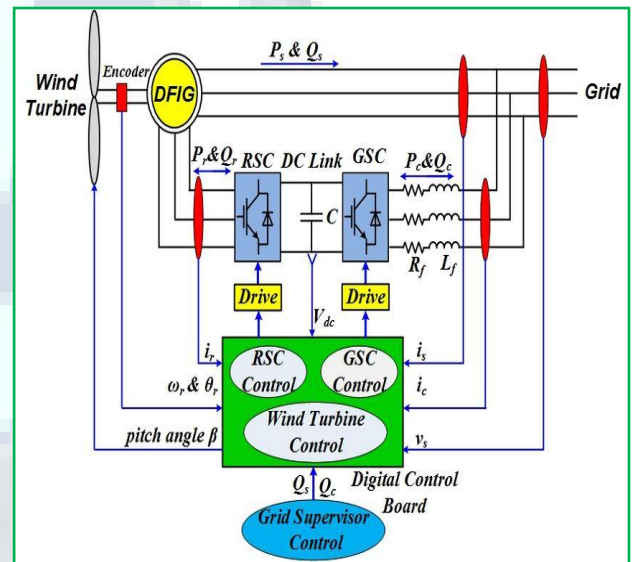 P_s & Q_s
Wind
Turbine
Encoder
DFIG
Grid
P_r&Q_r
RSC
DC Link
GSC
P_c&Q_c
C
R_f
L_f
Drive
Drive
V_dc
i_r
RSC
Control
GSC
Control
i_s
ω_r & θ_r
i_c
Wind Turbine
Control
pitch angle β
v_s
Q_s
Q_c
Digital Control
Board
Grid Supervisor
Control